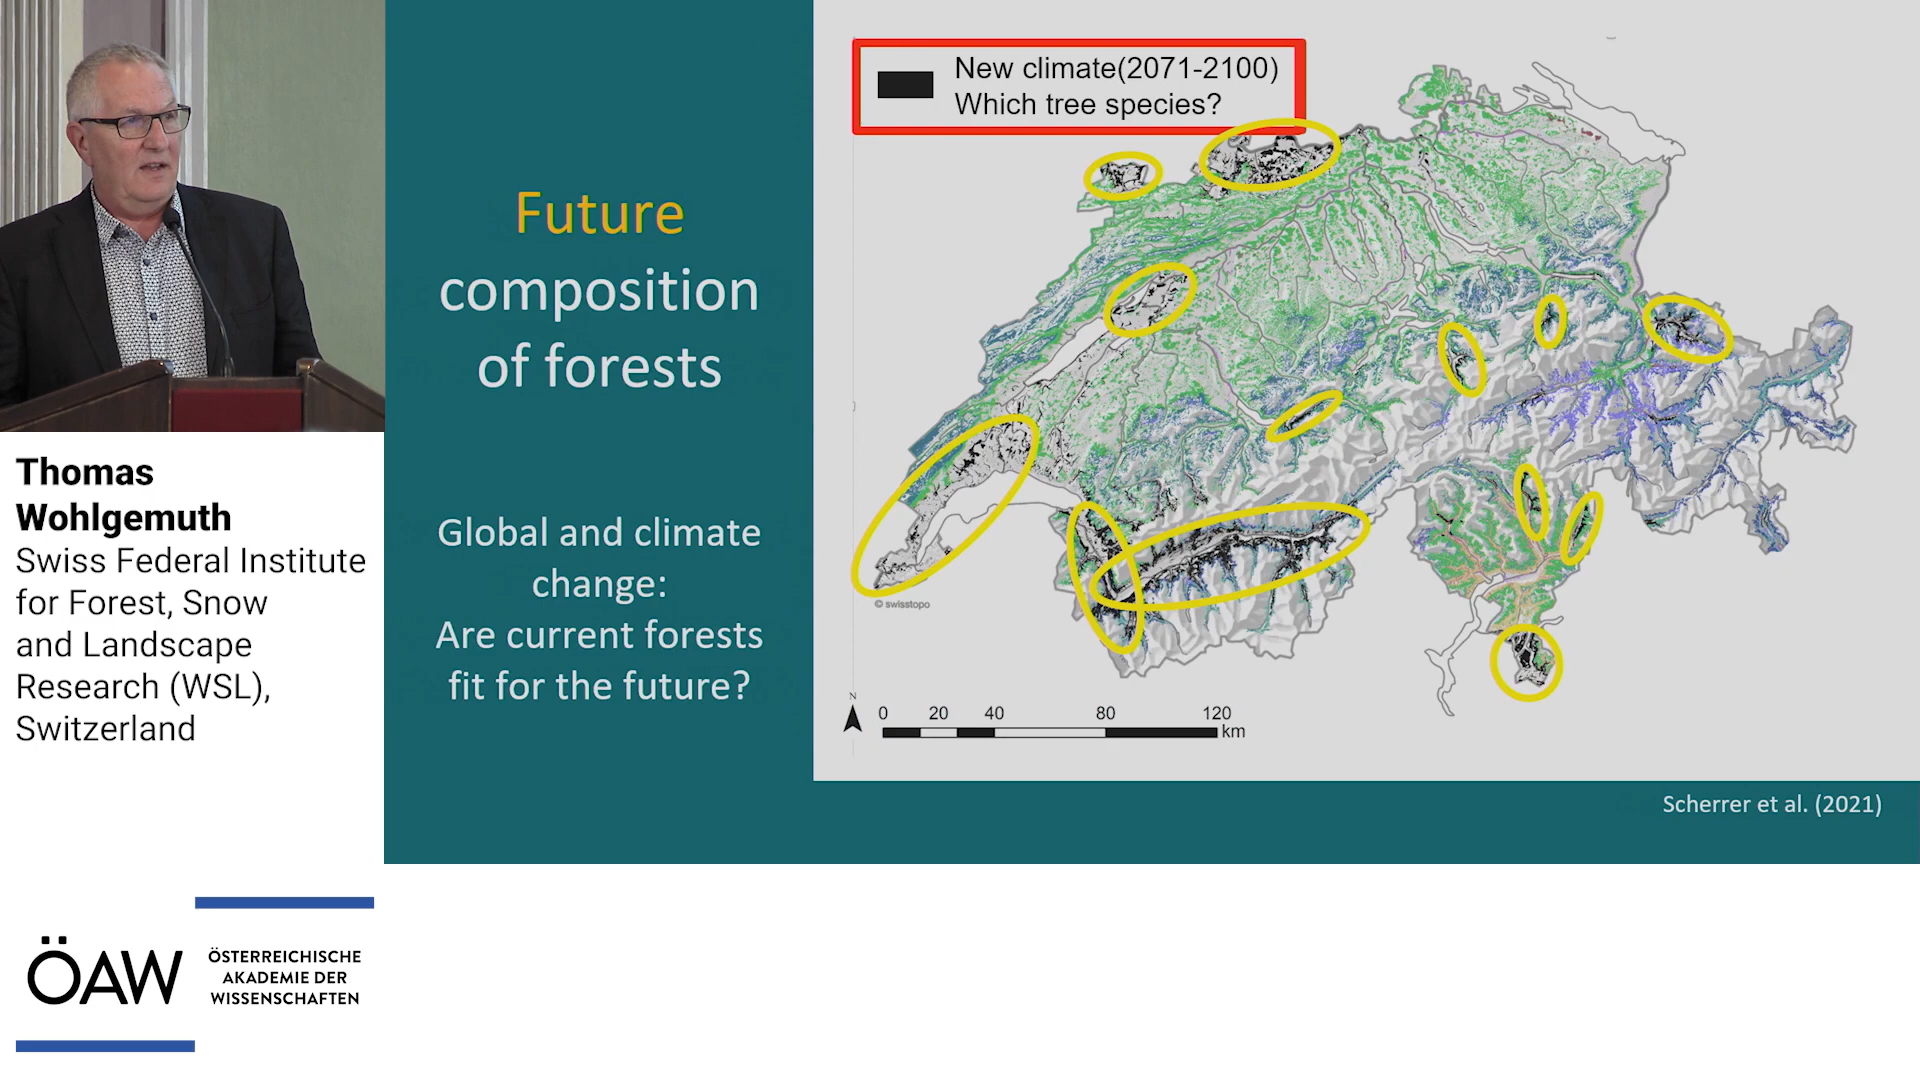 Thomas
Wohlgemuth
Swiss Federal Institute
for Forest, Snow
and Landscape
Research (WSL),
Switzerland
ÖAW
ÖSTERREICHISCHE
AKADEMIE DER
WISSENSCHAFTEN
Future
composition
of forests
Global and climate
change:
Are current forests
fit for the future?
New climate(2071-2100)
Which tree species?
© swisstopo
N
0 20 40 80 120
km
Scherrer et al. (2021)